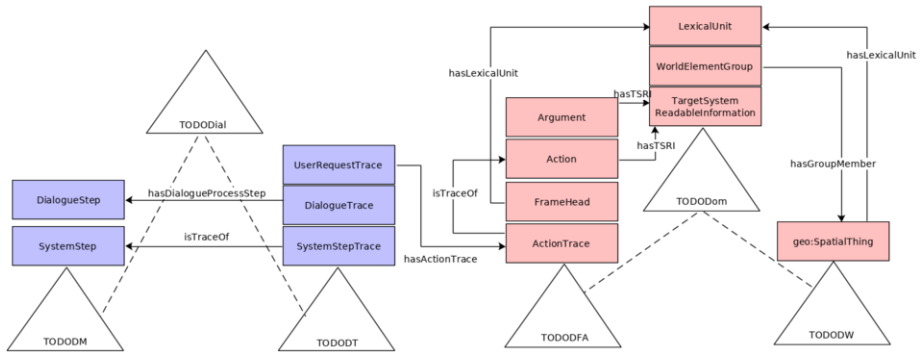 TODODial
UserRequestTrace
DialogueTrace
SystemStepTrace
DialogueStep
SystemStep
hasDialogueProcessStep
isTraceOf
TODODM
TODODT
hasActionTrace
LexicalUnit
WorldElementGroup
TargetSystem
ReadableInformation
hasLexicalUnit
hasLexicalUnit
hasTSRI
Argument
Action
hasTSRI
isTraceOf
FrameHead
ActionTrace
hasGroupMember
TODODom
geo:SpatialThing
TODODFA
TODODW